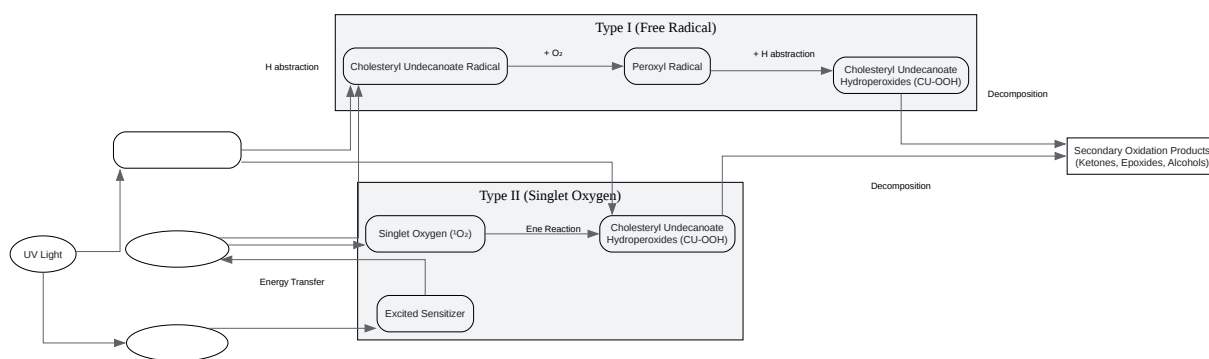 Type I (Free Radical)
+ O₂
+ H abstraction
H abstraction
Cholesteryl Undecanoate Radical
Peroxyl Radical
Cholesteryl Undecanoate
Hydroperoxides (CU-OOH)
Decomposition
Secondary Oxidation Products
(Ketones, Epoxides, Alcohols)
Decomposition
Type II (Singlet Oxygen)
Singlet Oxygen (¹O₂)
Ene Reaction
Cholesteryl Undecanoate
Hydroperoxides (CU-OOH)
UV Light
Energy Transfer
Excited Sensitizer